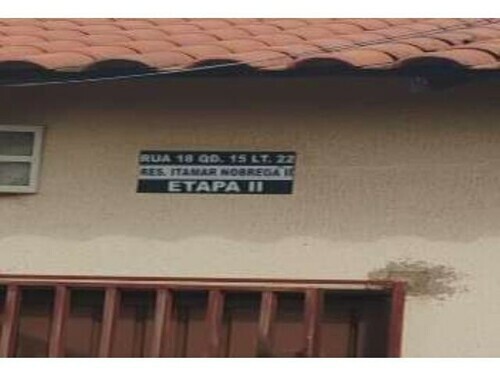 RUA 18 QD. 15 LT. 22
RES. ITAMAR NOBREGA II
ETAPA II